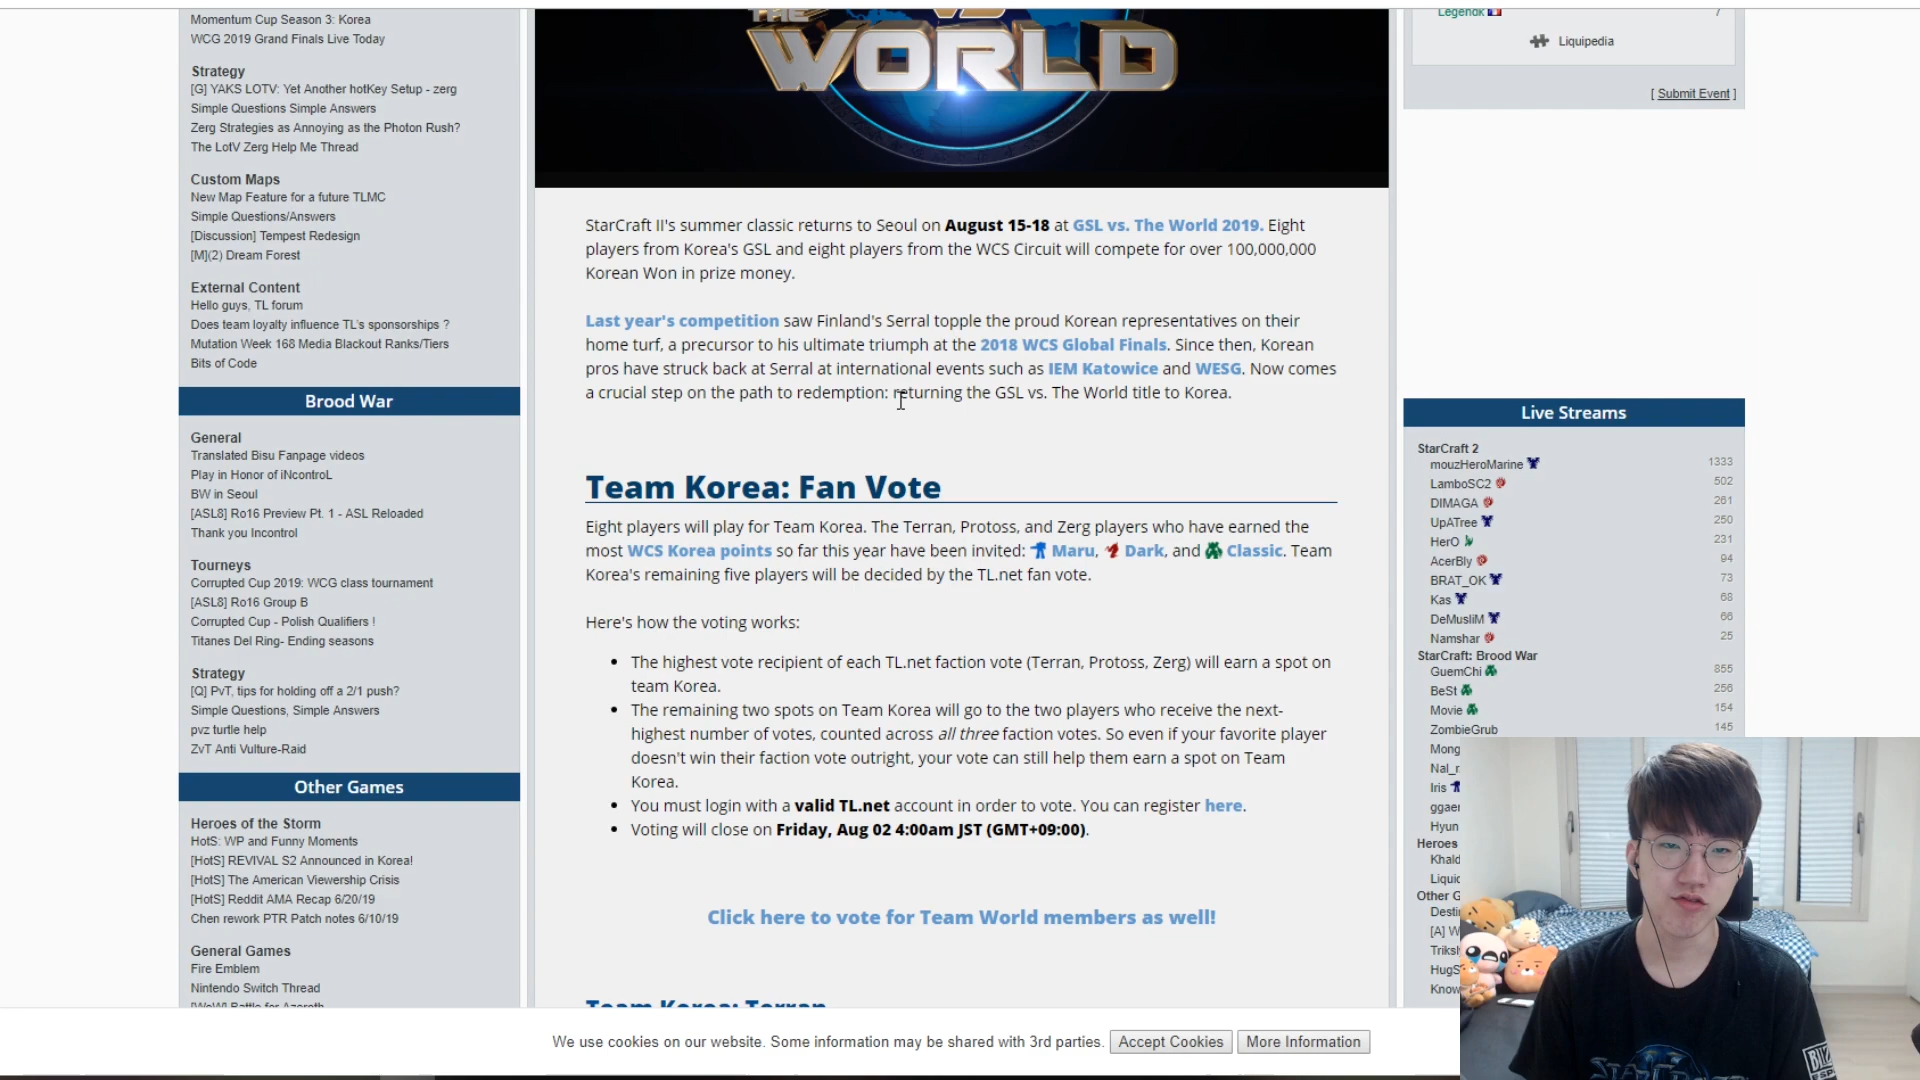 Momentum Cup Season 3: Korea
WCG 2019 Grand Finals Live Today
Strategy
[G] YAKS LOTV: Yet Another hotKey Setup - zerg
Simple Questions Simple Answers
Zerg Strategies as Annoying as the Photon Rush?
The LotV Zerg Help Me Thread
Custom Maps
New Map Feature for a future TLMC
Simple Questions/Answers
[Discussion] Tempest Redesign
[M](2) Dream Forest
External Content
Hello guys, TL forum
Does team loyalty influence TL's sponsorships ?
Mutation Week 168 Media Blackout Ranks/Tiers
Bits of Code
Brood War
General
Translated Bisu Fanpage videos
Play in Honor of iNcontroL
BW in Seoul
[ASL8] Ro16 Preview Pt. 1 - ASL Reloaded
Thank you Incontrol
Tourneys
Corrupted Cup 2019: WCG class tournament
[ASL8] Ro16 Group B
Corrupted Cup - Polish Qualifiers !
Titanes Del Ring- Ending seasons
Strategy
[Q] PvT, tips for holding off a 2/1 push?
Simple Questions, Simple Answers
pvz turtle help
ZvT Anti Vulture-Raid
Other Games
Heroes of the Storm
HotS: WP and Funny Moments
[HotS] REVIVAL S2 Announced in Korea!
[HotS] The American Viewership Crisis
[HotS] Reddit AMA Recap 6/20/19
Chen rework PTR Patch notes 6/10/19
General Games
Fire Emblem
Nintendo Switch Thread
[WoW] Battle for Azeroth
THE VS
WORLD
StarCraft II's summer classic returns to Seoul on August 15-18 at GSL vs. The World 2019. Eight
players from Korea's GSL and eight players from the WCS Circuit will compete for over 100,000,000
Korean Won in prize money.
Last year's competition saw Finland's Serral topple the proud Korean representatives on their
home turf, a precursor to his ultimate triumph at the 2018 WCS Global Finals. Since then, Korean
pros have struck back at Serral at international events such as IEM Katowice and WESG. Now comes
a crucial step on the path to redemption: returning the GSL vs. The World title to Korea.
Team Korea: Fan Vote
Eight players will play for Team Korea. The Terran, Protoss, and Zerg players who have earned the
most WCS Korea points so far this year have been invited: Maru, Dark, and Classic. Team
Korea's remaining five players will be decided by the TL.net fan vote.
Here's how the voting works:
• The highest vote recipient of each TL.net faction vote (Terran, Protoss, Zerg) will earn a spot on
team Korea.
• The remaining two spots on Team Korea will go to the two players who receive the next-
highest number of votes, counted across all three faction votes. So even if your favorite player
doesn't win their faction vote outright, your vote can still help them earn a spot on Team
Korea.
• You must login with a valid TL.net account in order to vote. You can register here.
• Voting will close on Friday, Aug 02 4:00am JST (GMT+09:00).
Click here to vote for Team World members as well!
Team Korea: Terran
We use cookies on our website. Some information may be shared with 3rd parties. Accept Cookies More Information
Legendk 7
Liquipedia
[ Submit Event ]
Live Streams
StarCraft 2
mouzHeroMarine 1333
LamboSC2 502
DIMAGA 261
UpATree 250
HerO 231
AcerBly 94
BRAT_OK 73
Kas 68
DeMusliM 66
Namshar 25
StarCraft: Brood War
GuemChi 855
BeSt 256
Movie 154
ZombieGrub 145
Mong
Nal_r
Iris
ggaer
Hyun
Heroes
Khald
Liquid
Other G
Desti
[A] W
Triksl
HugS
Know
STARCRAFT